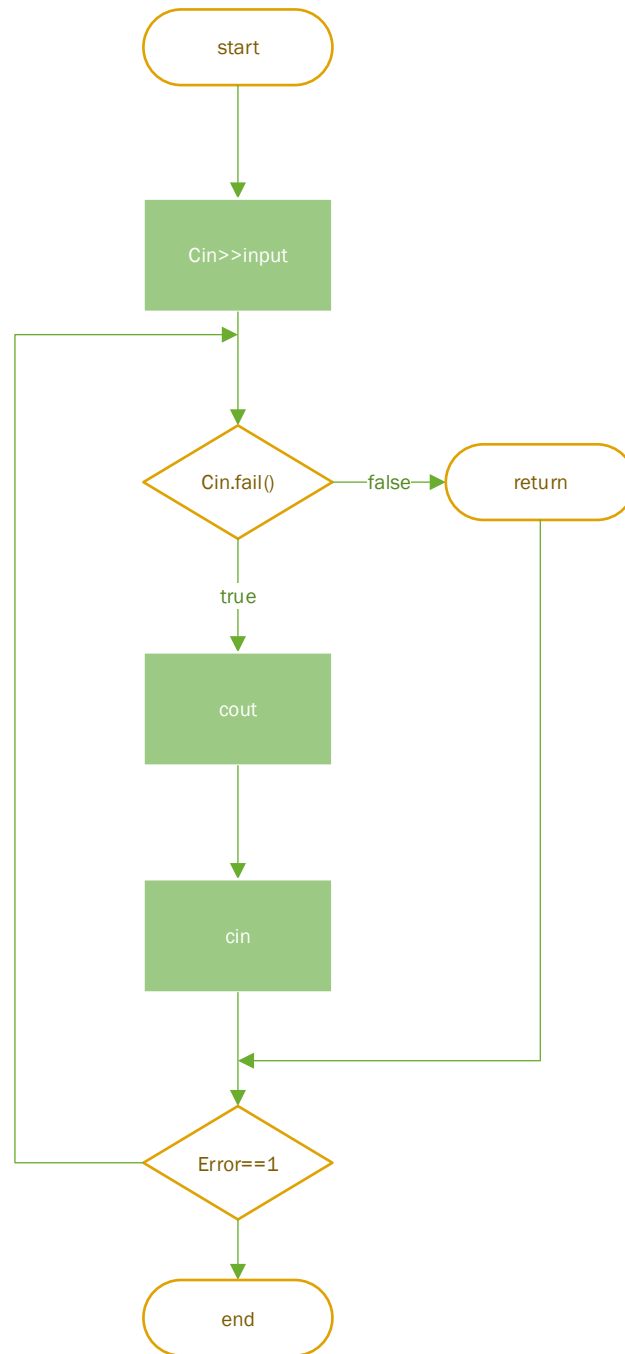 start
Cin>>input
Cin.fail()
false
return
true
cout
cin
Error==1
end